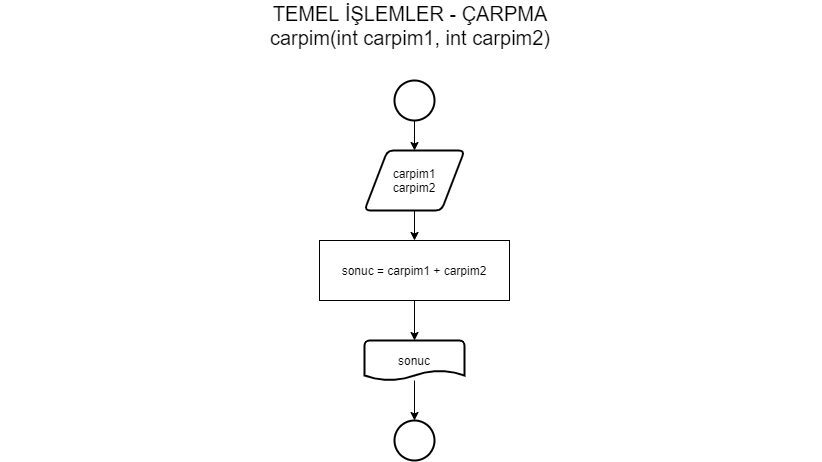 TEMEL İŞLEMLER - ÇARPMA
carpim(int carpim1, int carpim2)
carpim1
carpim2
sonuc = carpim1 + carpim2
sonuc